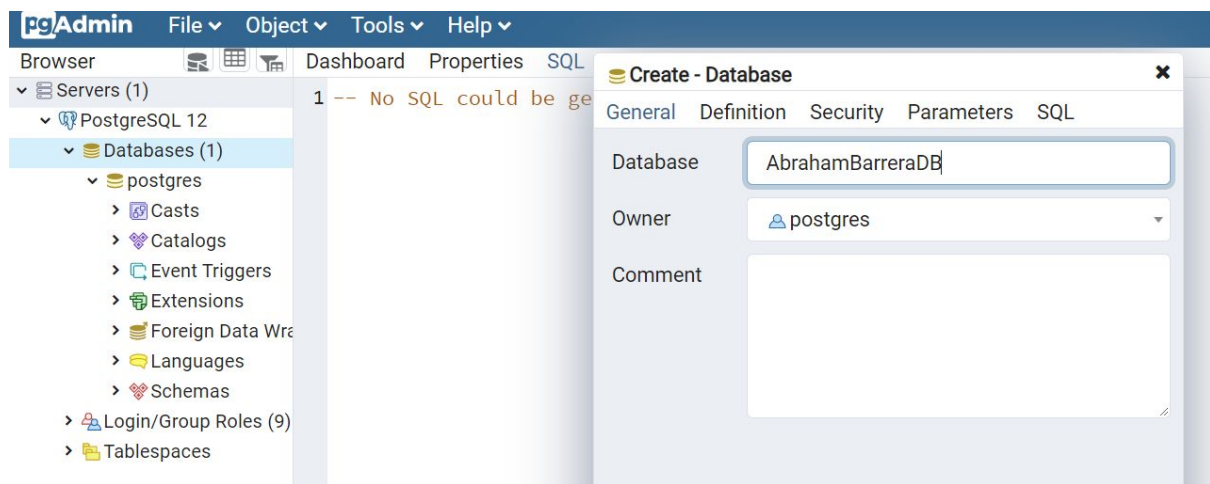 pgAdmin File Object Tools Help
Browser
Dashboard Properties SQL
Servers (1)
PostgreSQL 12
Databases (1)
postgres
Casts
Catalogs
Event Triggers
Extensions
Foreign Data Wra
Languages
Schemas
Login/Group Roles (9)
Tablespaces
1 -- No SQL could be ge
Create - Database
General Definition Security Parameters SQL
Database AbrahamBarreraDB
Owner postgres
Comment